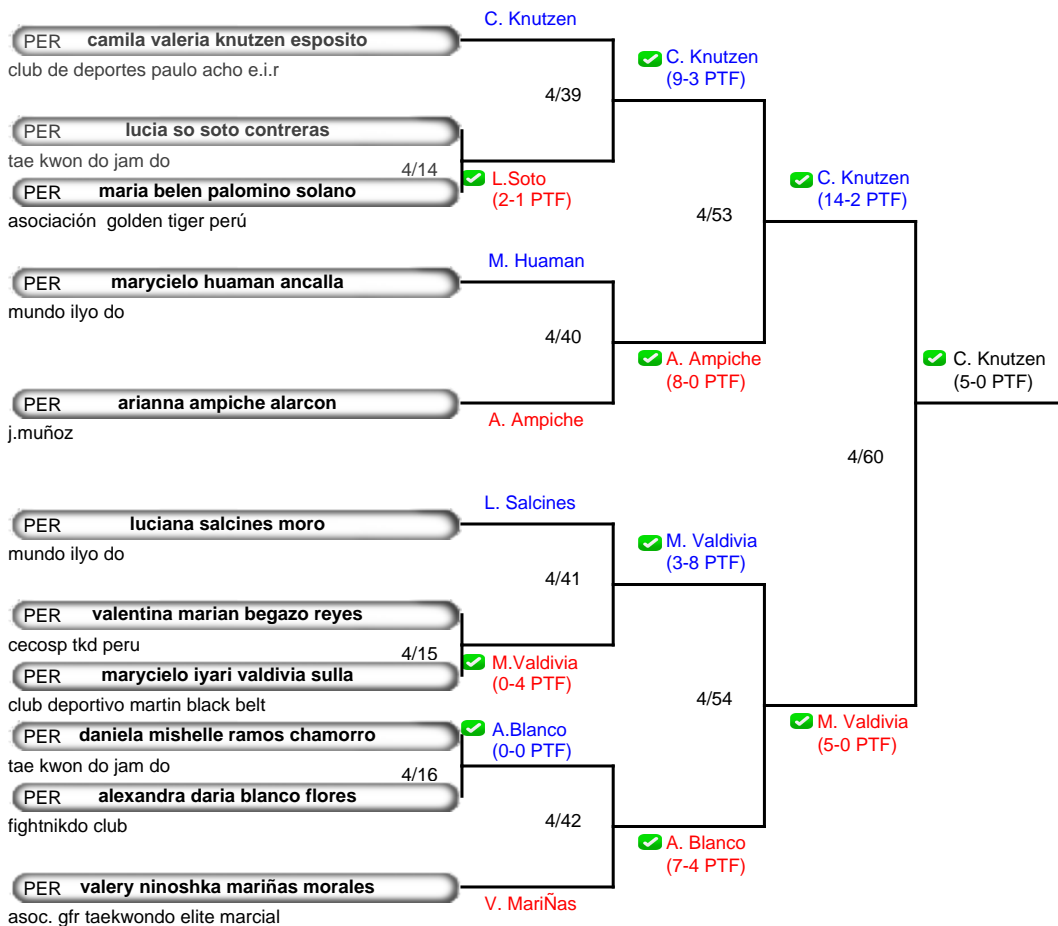 C. Knutzen
PER camila valeria knutzen esposito
club de deportes paulo acho e.i.r
C. Knutzen
(9-3 PTF)
4/39
PER lucia so soto contreras
tae kwon do jam do
4/14
L.Soto
(2-1 PTF)
PER maria belen palomino solano
asociación golden tiger perú
C. Knutzen
(14-2 PTF)
4/53
M. Huaman
PER marycielo huaman ancalla
mundo ilyo do
4/40
A. Ampiche
(8-0 PTF)
C. Knutzen
(5-0 PTF)
PER arianna ampiche alarcon
j.muñoz
A. Ampiche
4/60
L. Salcines
PER luciana salcines moro
mundo ilyo do
M. Valdivia
(3-8 PTF)
4/41
PER valentina marian begazo reyes
cecosp tkd peru
4/15
M.Valdivia
(0-4 PTF)
PER marycielo iyari valdivia sulla
club deportivo martin black belt
4/54
M. Valdivia
(5-0 PTF)
PER daniela mishelle ramos chamorro
tae kwon do jam do
A.Blanco
(0-0 PTF)
4/16
PER alexandra daria blanco flores
fightnikdo club
4/42
A. Blanco
(7-4 PTF)
PER valery ninoshka mariñas morales
asoc. gfr taekwondo elite marcial
V. MariÑas